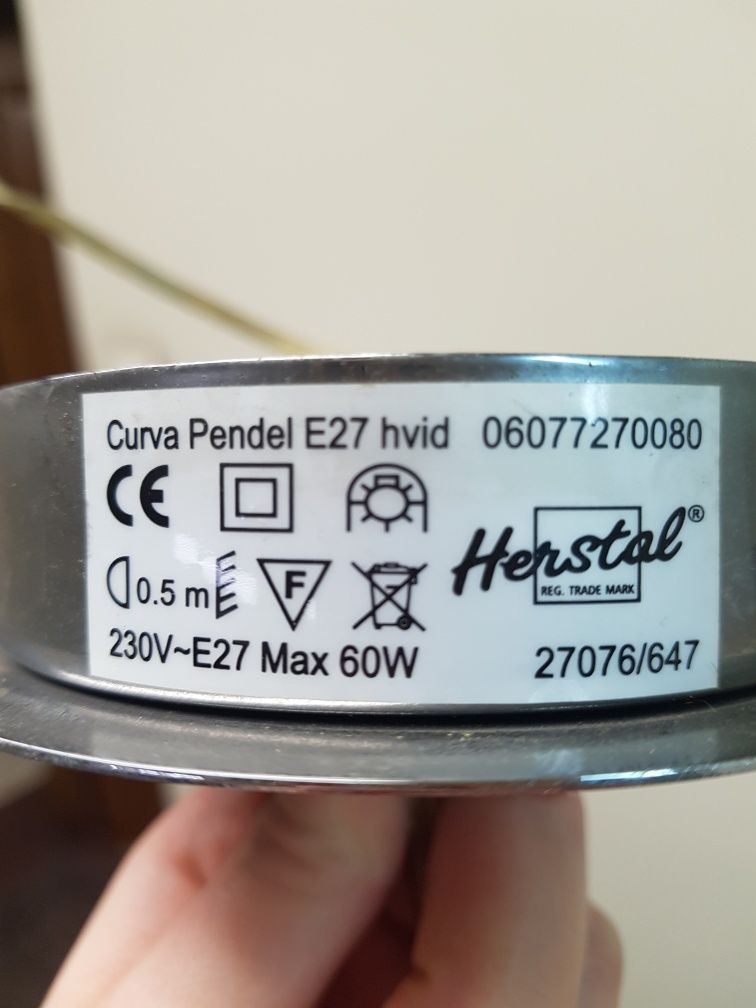 Curva Pendel E27 hvid 06077270080
CE
Herstal®
REG. TRADE MARK
0.5 m
F
230V~E27 Max 60W 27076/647